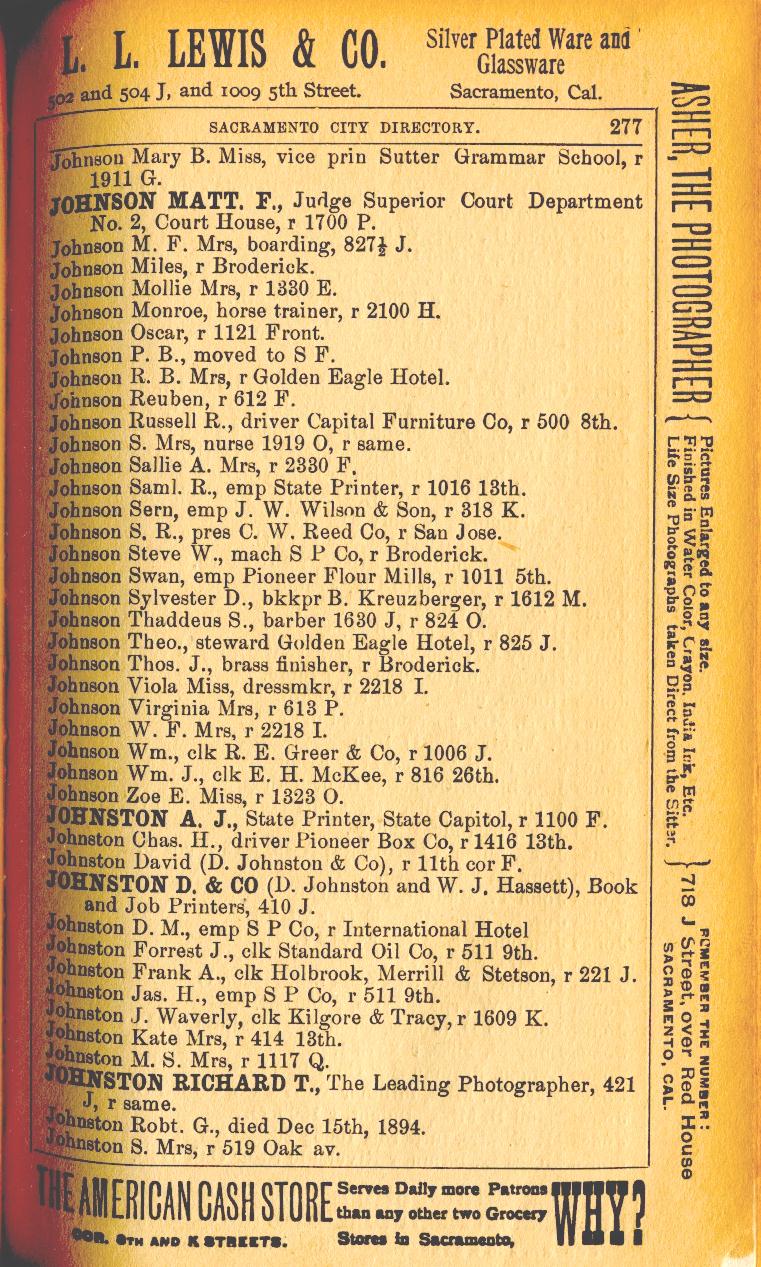 L. L. LEWIS & CO.
Silver Plated Ware and
Glassware
502 and 504 J, and 1009 5th Street.
Sacramento, Cal.
SACRAMENTO CITY DIRECTORY. 277
Johnson Mary B. Miss, vice prin Sutter Grammar School, r
1911 G.
JOHNSON MATT. F., Judge Superior Court Department
No. 2, Court House, r 1700 P.
Johnson M. F. Mrs, boarding, 827½ J.
Johnson Miles, r Broderick.
Johnson Mollie Mrs, r 1330 E.
Johnson Monroe, horse trainer, r 2100 H.
Johnson Oscar, r 1121 Front.
Johnson P. B., moved to S F.
Johnson R. B. Mrs, r Golden Eagle Hotel.
Johnson Reuben, r 612 F.
Johnson Russell R., driver Capital Furniture Co, r 500 8th.
Johnson S. Mrs, nurse 1919 O, r same.
Johnson Sallie A. Mrs, r 2330 F.
Johnson Saml. R., emp State Printer, r 1016 13th.
Johnson Sern, emp J. W. Wilson & Son, r 318 K.
Johnson S. R., pres C. W. Reed Co, r San Jose.
Johnson Steve W., mach S P Co, r Broderick.
Johnson Swan, emp Pioneer Flour Mills, r 1011 5th.
Johnson Sylvester D., bkkpr B. Kreuzberger, r 1612 M.
Johnson Thaddeus S., barber 1630 J, r 824 O.
Johnson Theo., steward Golden Eagle Hotel, r 825 J.
Johnson Thos. J., brass finisher, r Broderick.
Johnson Viola Miss, dressmkr, r 2218 I.
Johnson Virginia Mrs, r 613 P.
Johnson W. F. Mrs, r 2218 I.
Johnson Wm., clk R. E. Greer & Co, r 1006 J.
Johnson Wm. J., clk E. H. McKee, r 816 26th.
Johnson Zoe E. Miss, r 1323 O.
JOHNSTON A. J., State Printer, State Capitol, r 1100 F.
Johnston Chas. H., driver Pioneer Box Co, r 1416 13th.
Johnston David (D. Johnston & Co), r 11th cor F.
JOHNSTON D. & CO (D. Johnston and W. J. Hassett), Book
and Job Printers, 410 J.
Johnston D. M., emp S P Co, r International Hotel
Johnston Forrest J., clk Standard Oil Co, r 511 9th.
Johnston Frank A., clk Holbrook, Merrill & Stetson, r 221 J.
Johnston Jas. H., emp S P Co, r 511 9th.
Johnston J. Waverly, clk Kilgore & Tracy, r 1609 K.
Johnston Kate Mrs, r 414 13th.
Johnston M. S. Mrs, r 1117 Q.
JOHNSTON RICHARD T., The Leading Photographer, 421
J, r same.
Johnston Robt. G., died Dec 15th, 1894.
Johnston S. Mrs, r 519 Oak av.
THE AMERICAN CASH STORE
COR. 8TH AND K STREETS.
Serves Daily more Patrons
than any other two Grocery
Stores in Sacramento,
WHY?
ASHER, THE PHOTOGRAPHER
Pictures Enlarged to any size.
Finished in Water Color, Crayon, India Ink, Etc.
Life Size Photographs taken Direct from the Sitter.
REMEMBER THE NUMBER:
718 J Street, over Red House
SACRAMENTO, CAL.